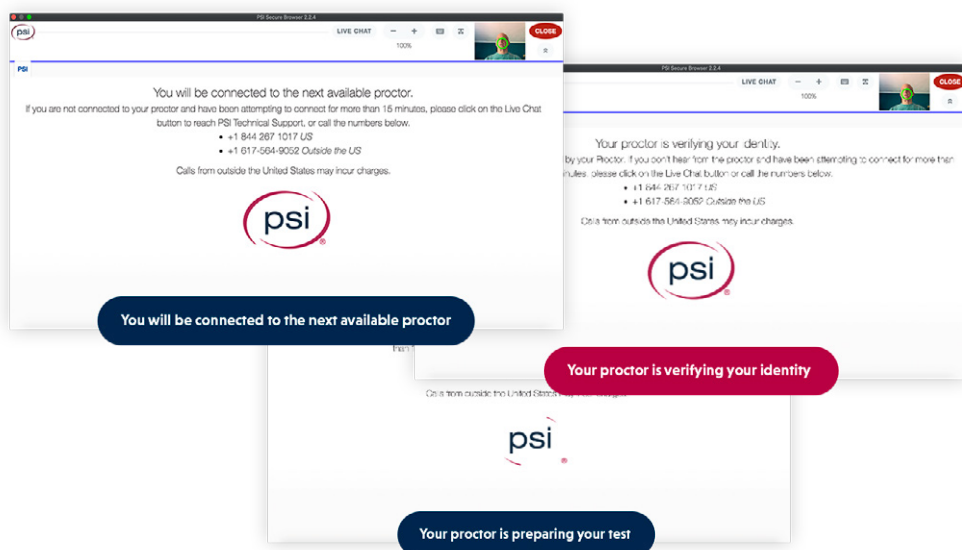 PSI Secure Browser 2.2.4
psi
LIVE CHAT
100%
CLOSE
PSI
You will be connected to the next available proctor.
If you are not connected to your proctor and have been attempting to connect for more than 15 minutes, please click on the Live Chat
button to reach PSI Technical Support, or call the numbers below.
• +1 844 267 1017 US
• +1 617-564-9052 Outside the US
Calls from outside the United States may incur charges.
psi
®
You will be connected to the next available proctor
PSI Secure Browser 2.2.4
LIVE CHAT
100%
CLOSE
Your proctor is verifying your identity.
by your Proctor. If you don't hear from the proctor and have been attempting to connect for more than
please click on the Live Chat button or call the numbers below.
• +1 844 267 1017 US
• +1 617-564-9052 Outside the US
Calls from outside the United States may incur charges.
psi
®
Your proctor is verifying your identity
Calls from outside the United States
psi
®
Your proctor is preparing your test